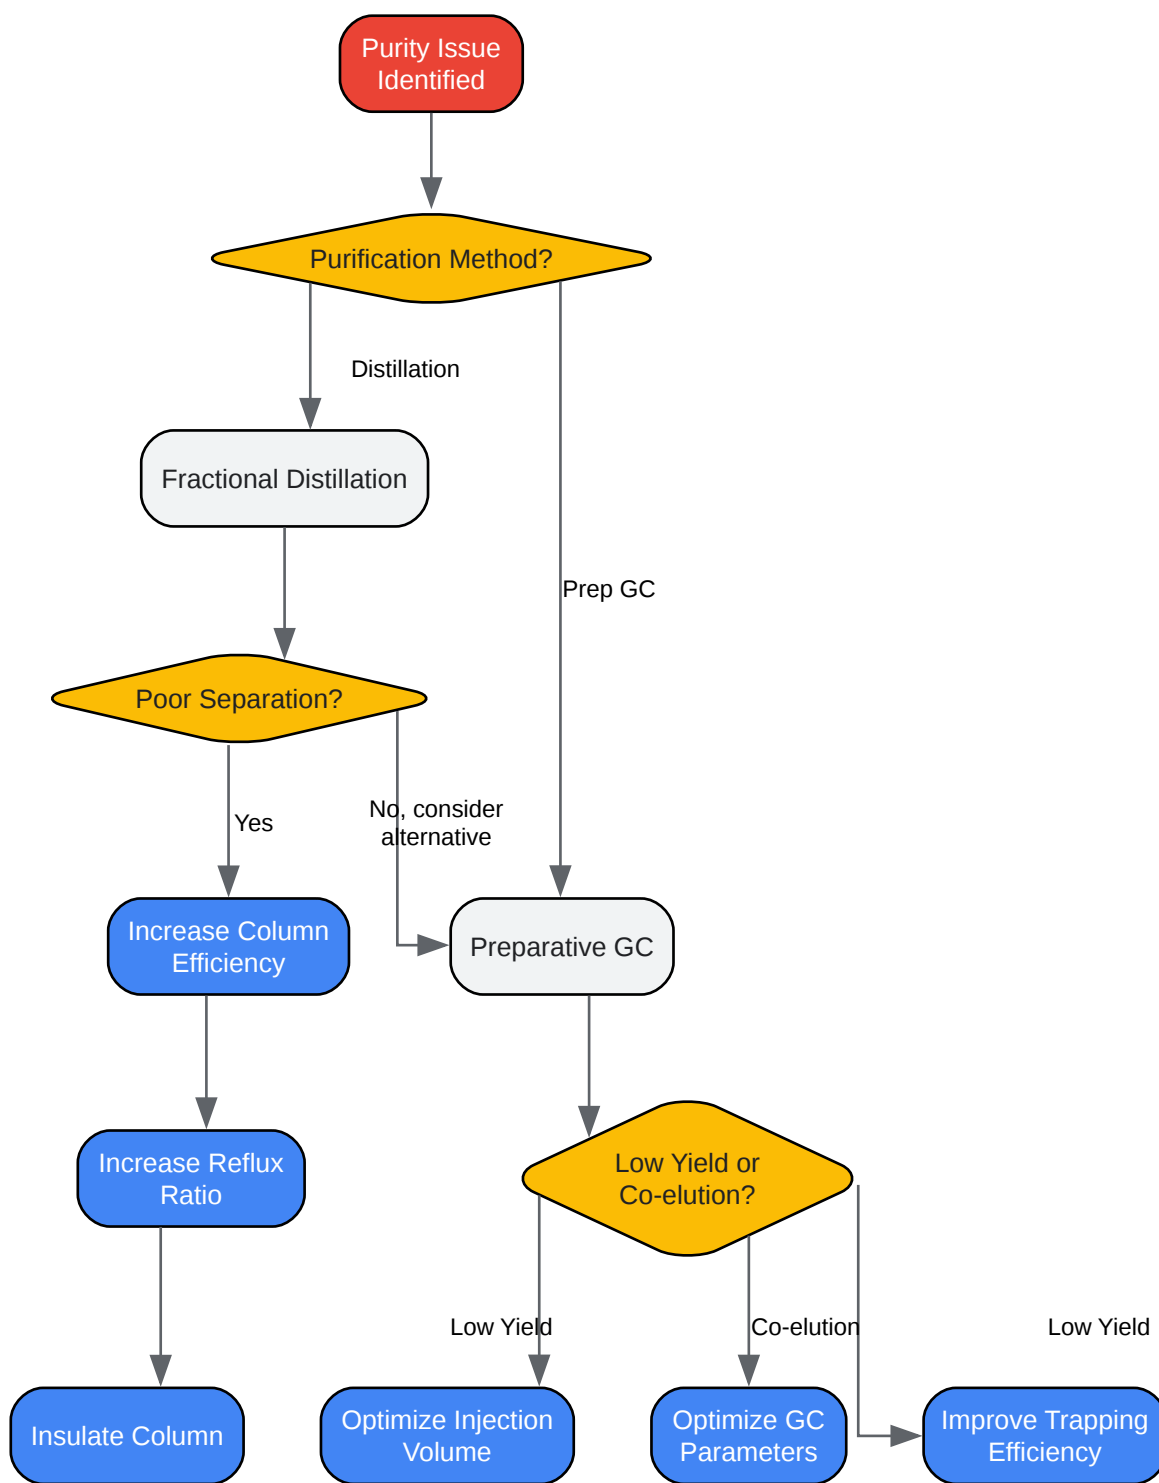 Purity Issue
Identified
Purification Method?
Distillation
Fractional Distillation
Prep GC
Poor Separation?
Yes
No, consider
alternative
Increase Column
Efficiency
Preparative GC
Increase Reflux
Ratio
Low Yield or
Co-elution?
Low Yield
Co-elution
Low Yield
Insulate Column
Optimize Injection
Volume
Optimize GC
Parameters
Improve Trapping
Efficiency